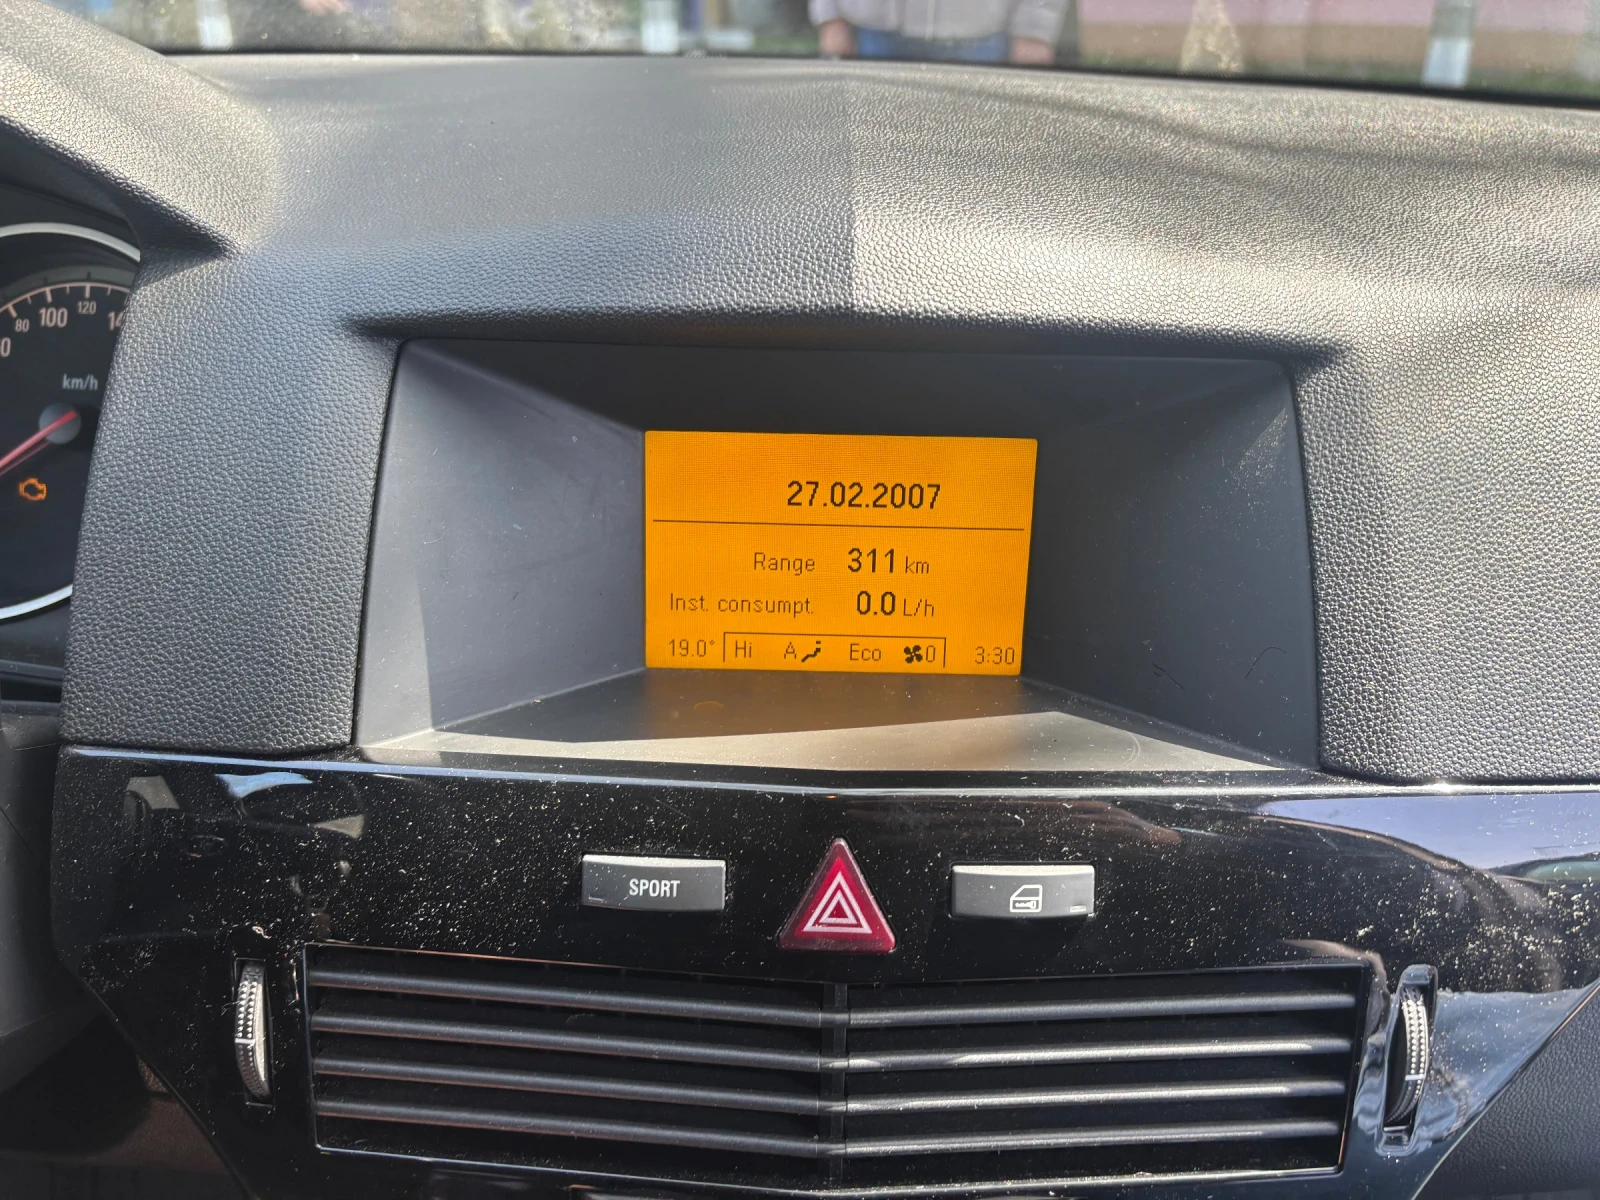 80 100 120
km/h
27.02.2007
Range 311 km
Inst. consumpt. 0.0 L/h
19.0° Hi A Eco 0 3:30
SPORT